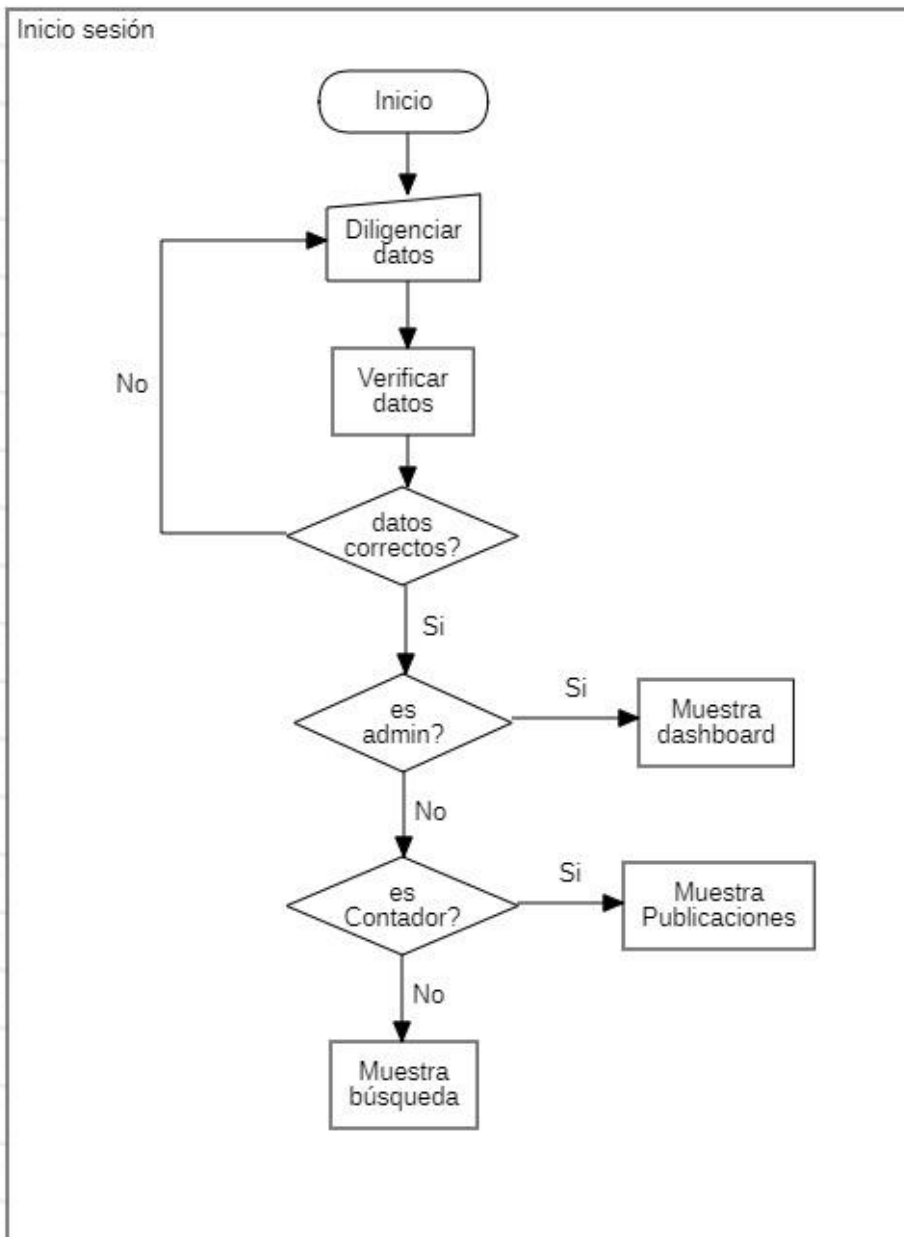 Inicio sesión
Inicio
Diligenciar
datos
Verificar
datos
No
datos
correctos?
Si
es
admin?
Si
Muestra
dashboard
No
es
Contador?
Si
Muestra
Publicaciones
No
Muestra
búsqueda